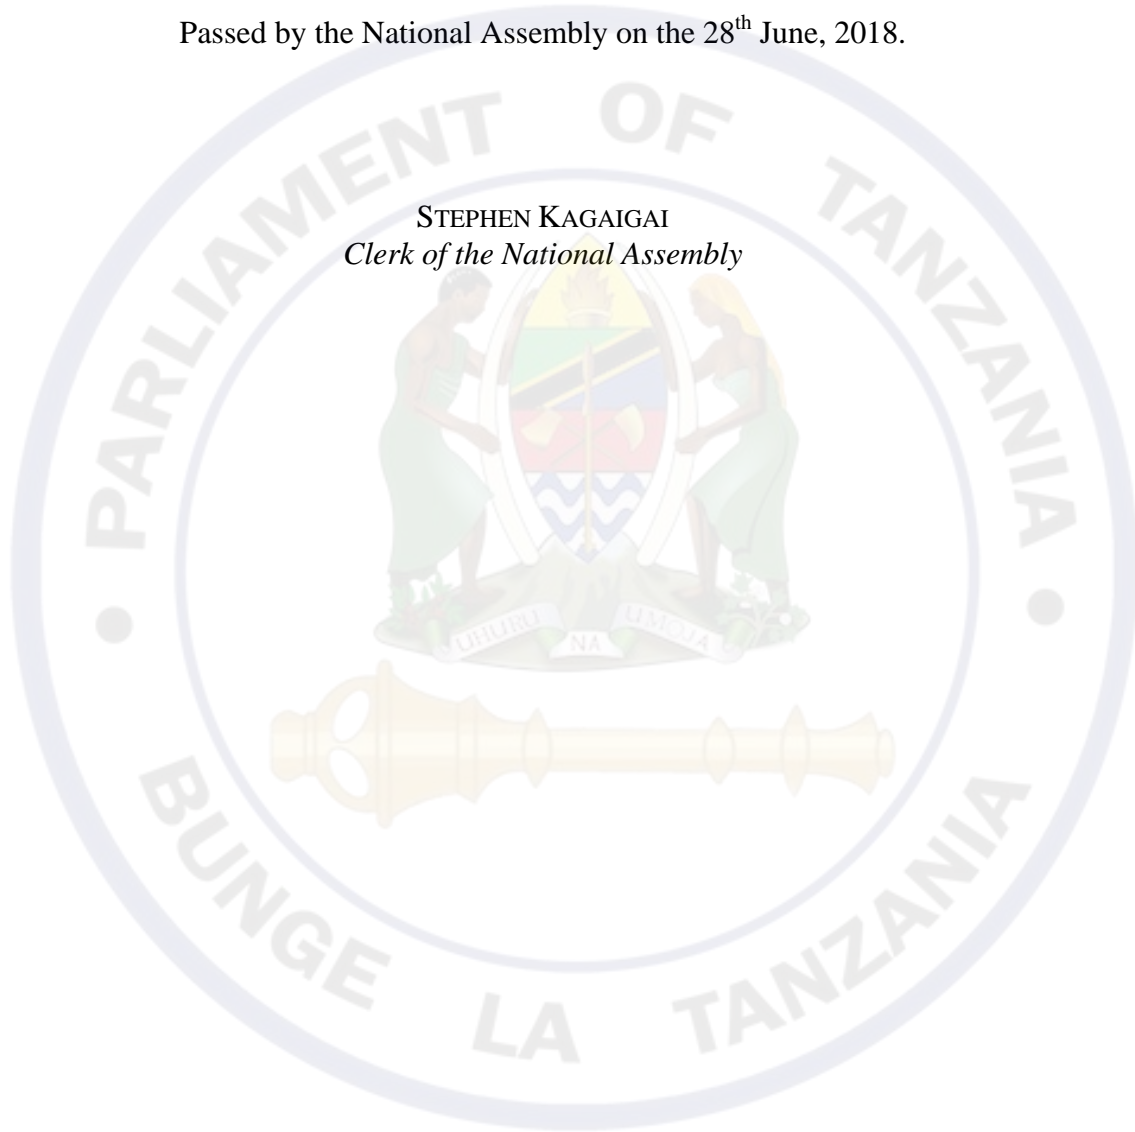 Passed by the National Assembly on the 28th June, 2018.
PARLIAMENT OF TANZANIA
STEPHEN KAGAIGAI
Clerk of the National Assembly
UHURU NA UMOJA
BUNGE LA TANZANIA